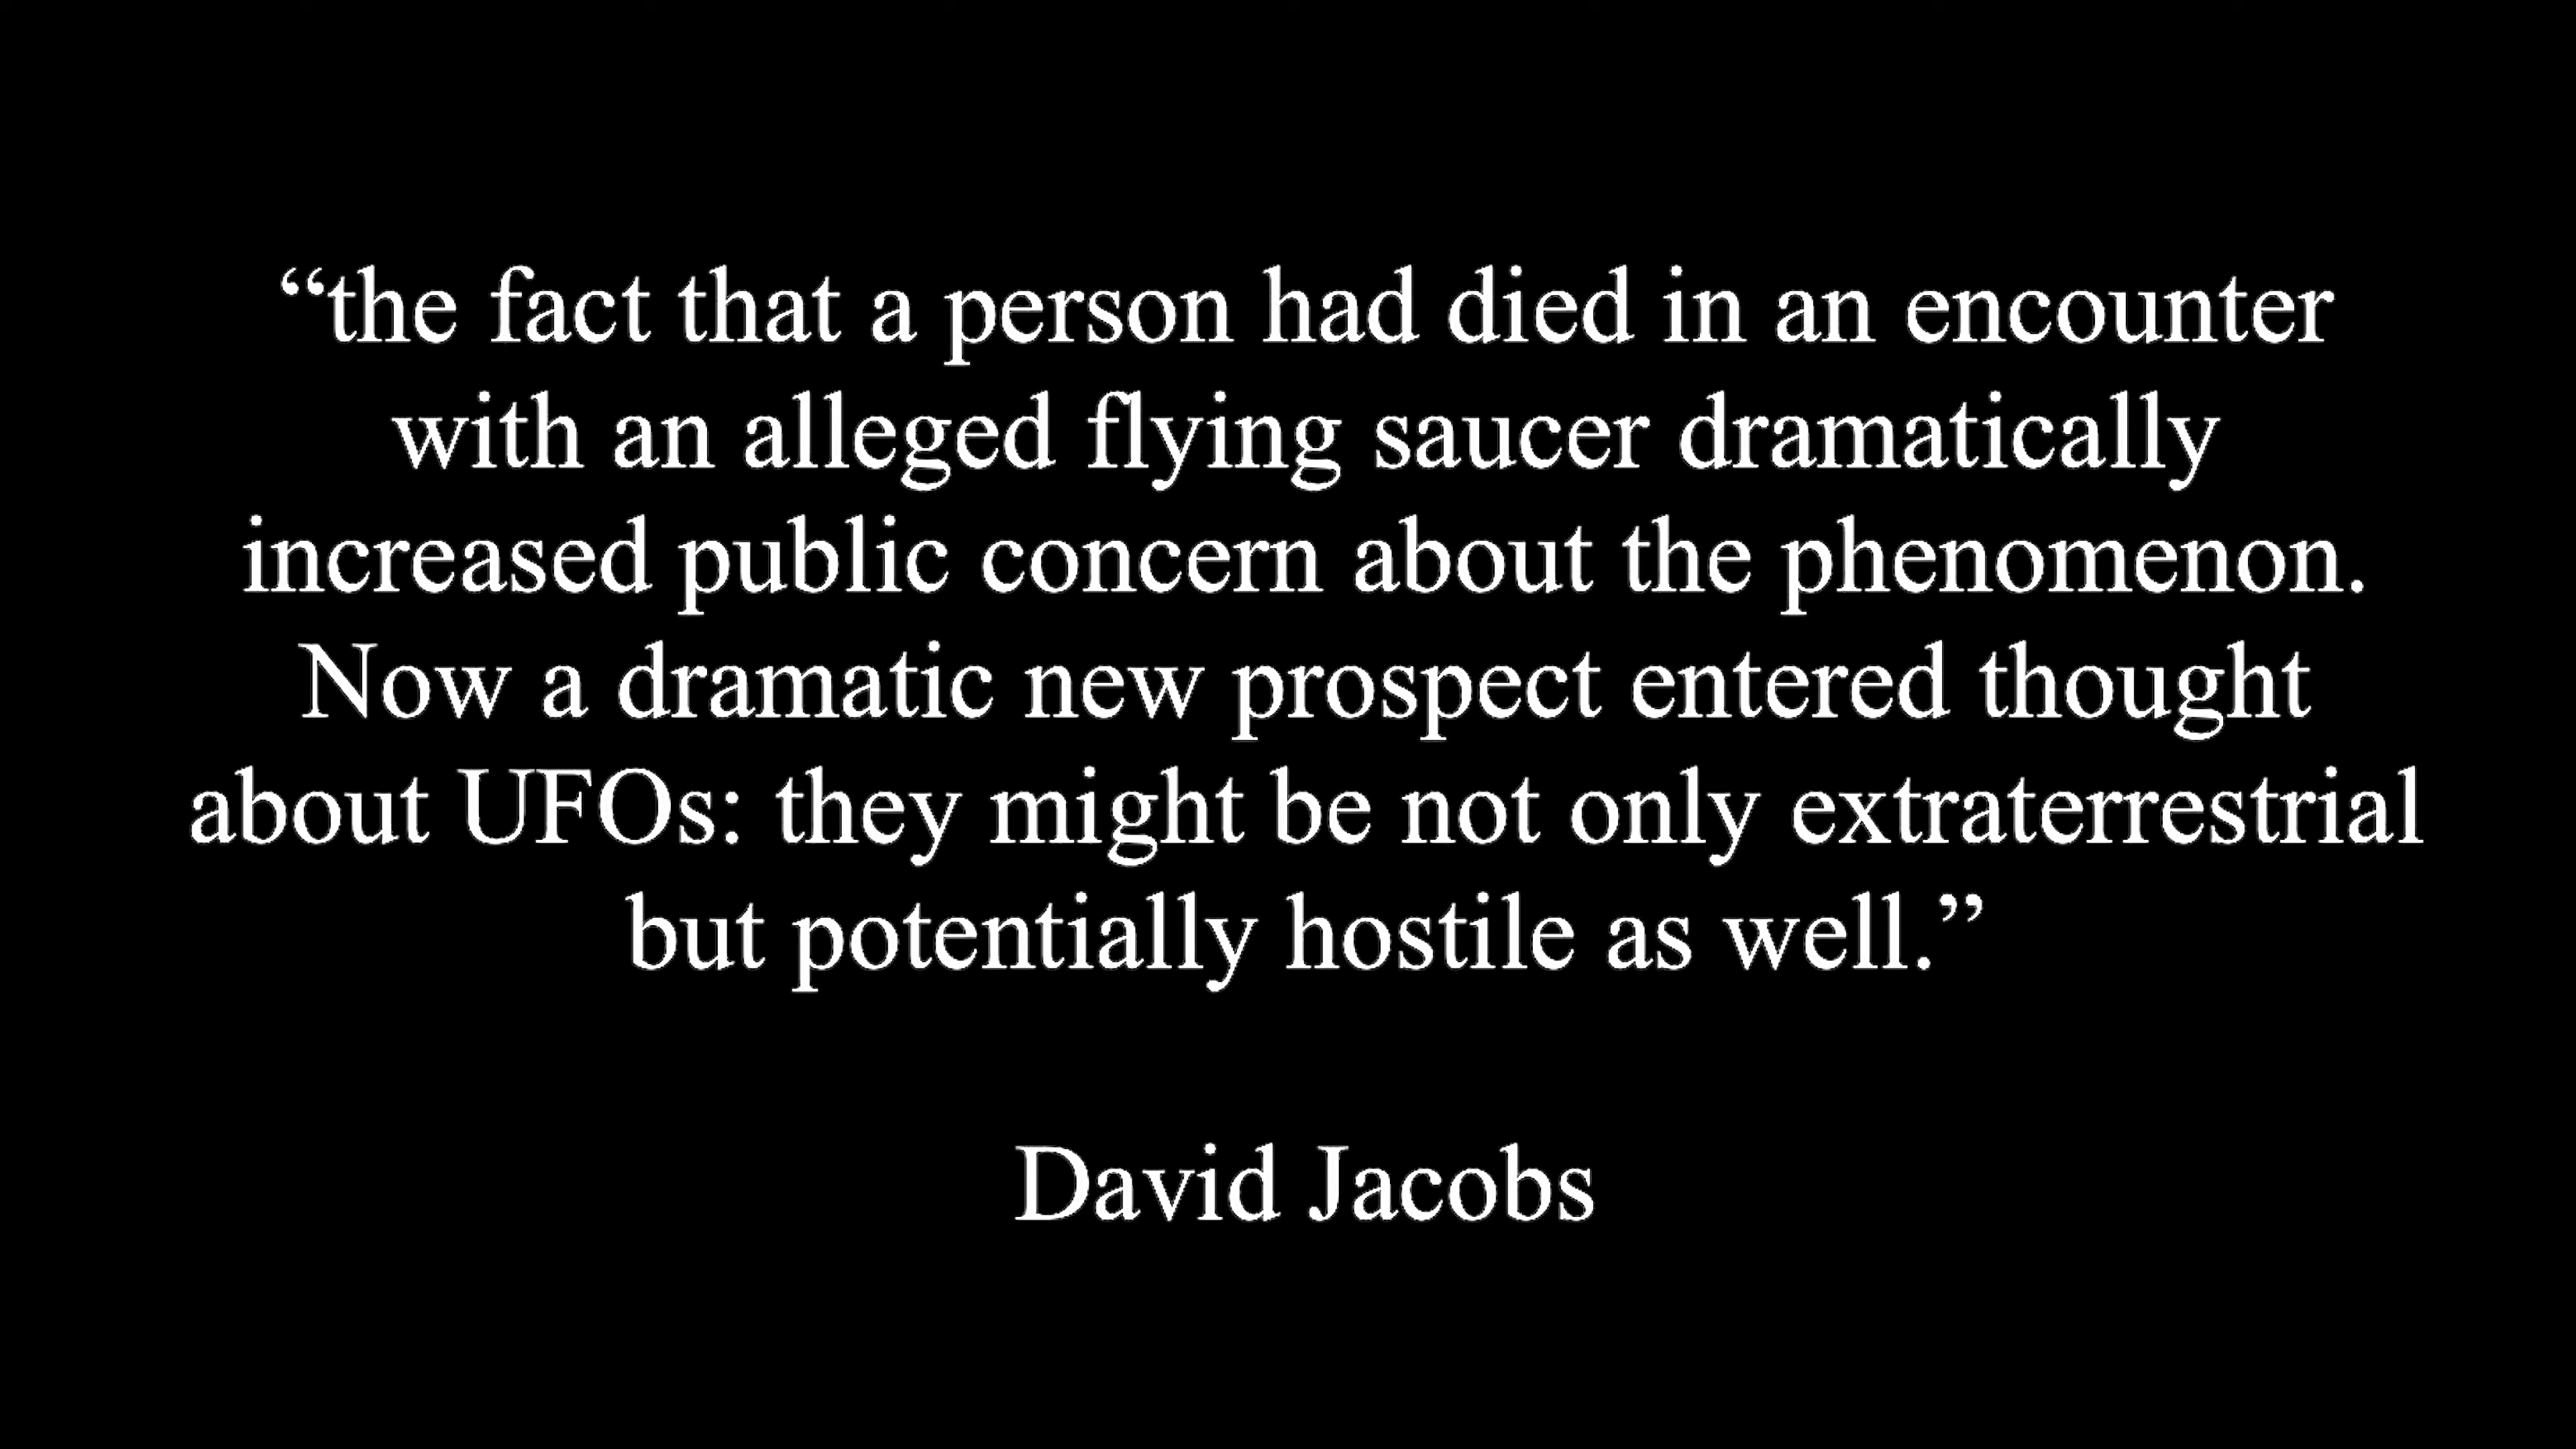 “the fact that a person had died in an encounter
with an alleged flying saucer dramatically
increased public concern about the phenomenon.
Now a dramatic new prospect entered thought
about UFOs: they might be not only extraterrestrial
but potentially hostile as well.”
David Jacobs